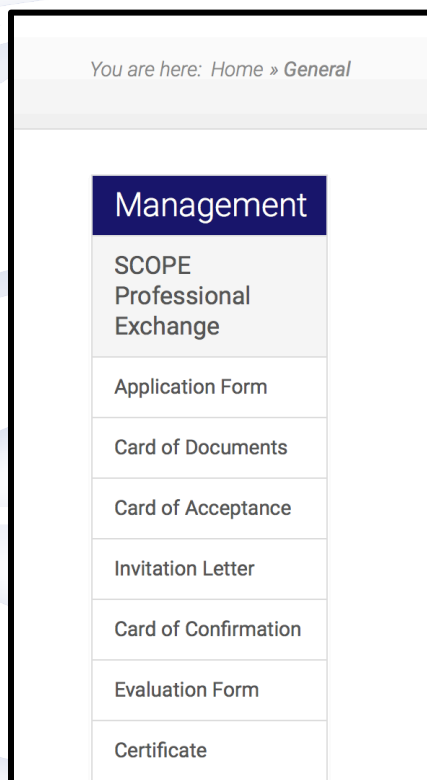 You are here: Home » General
Management
SCOPE
Professional
Exchange
Application Form
Card of Documents
Card of Acceptance
Invitation Letter
Card of Confirmation
Evaluation Form
Certificate